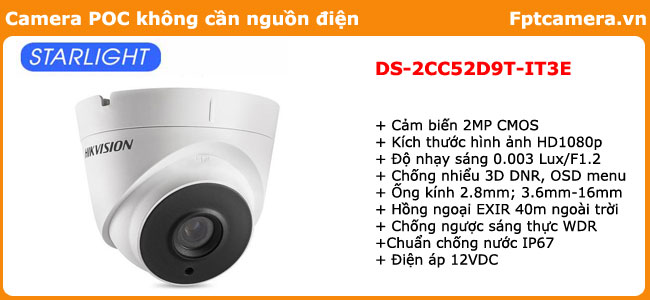 Camera POC không cần nguồn điện
Fptcamera.vn
STARLIGHT
HIKVISION
DS-2CC52D9T-IT3E
+ Cảm biến 2MP CMOS
+ Kích thước hình ảnh HD1080p
+ Độ nhạy sáng 0.003 Lux/F1.2
+ Chống nhiễu 3D DNR, OSD menu
+ Ống kính 2.8mm; 3.6mm-16mm
+ Hồng ngoại EXIR 40m ngoài trời
+ Chống ngược sáng thực WDR
+Chuẩn chống nước IP67
+ Điện áp 12VDC